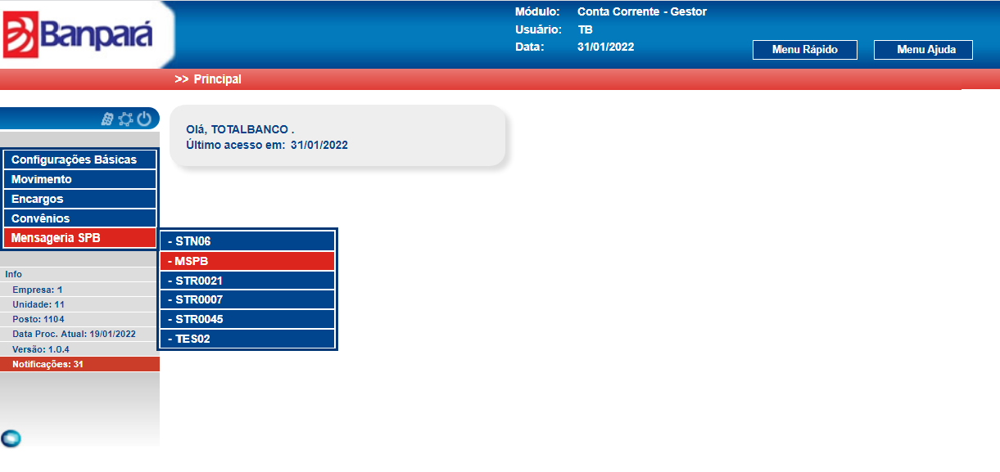 Banpará
Módulo: Conta Corrente - Gestor
Usuário: TB
Data: 31/01/2022
Menu Rápido
Menu Ajuda
>> Principal
Olá, TOTALBANCO .
Último acesso em: 31/01/2022
Configurações Básicas
Movimento
Encargos
Convênios
Mensageria SPB
- STN06
- MSPB
- STR0021
- STR0007
- STR0045
- TES02
Info
Empresa: 1
Unidade: 11
Posto: 1104
Data Proc. Atual: 19/01/2022
Versão: 1.0.4
Notificações: 31